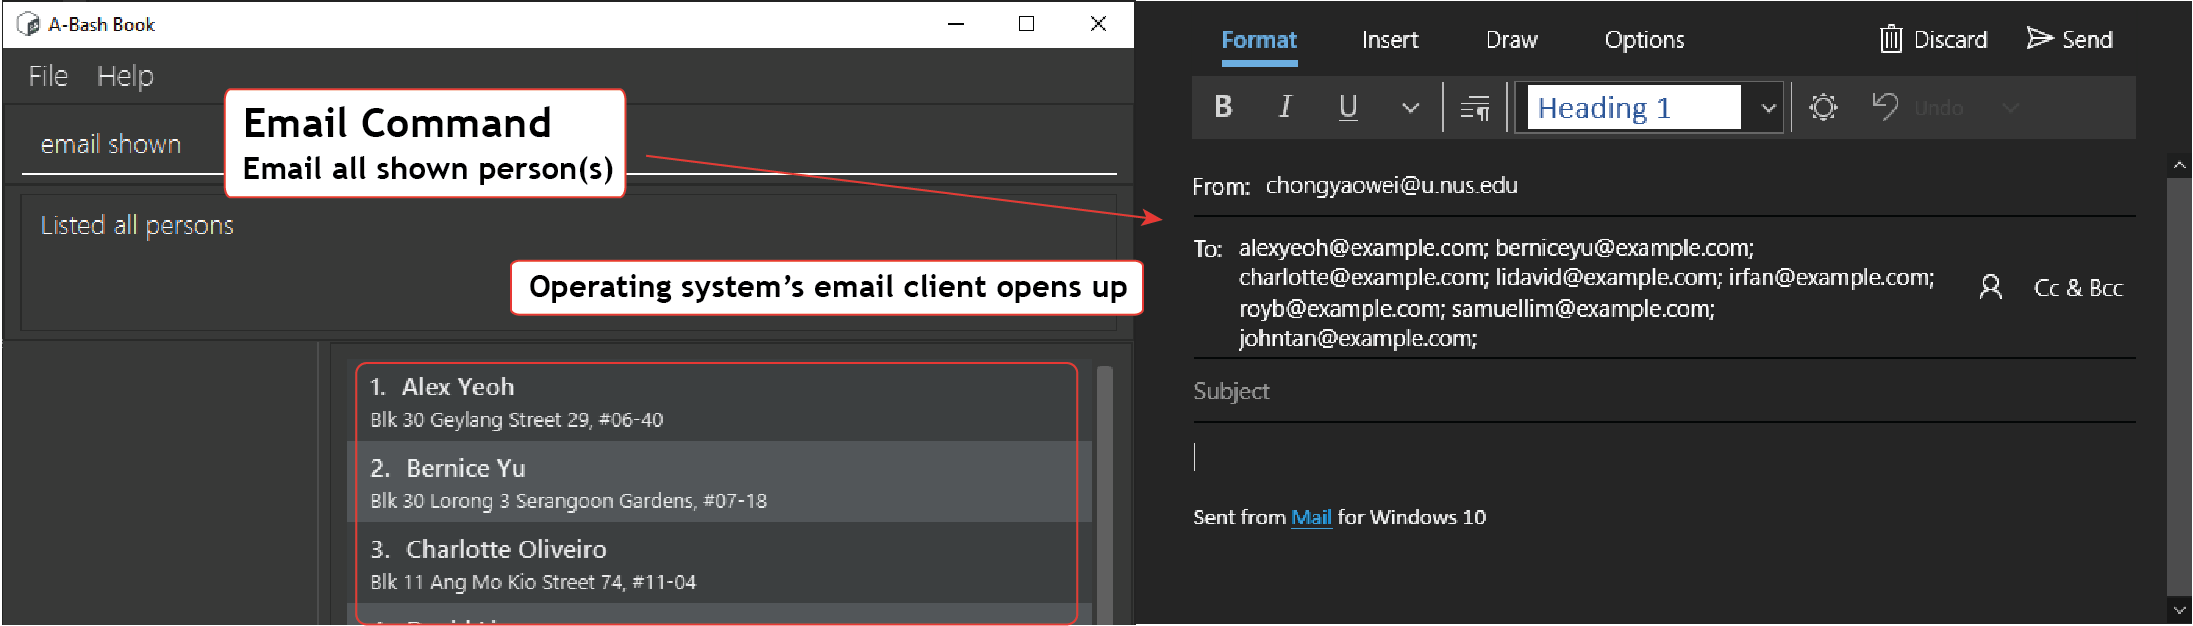 A-Bash Book
File Help
email shown
Email Command
Email all shown person(s)
Listed all persons
Operating system's email client opens up
1. Alex Yeoh
Blk 30 Geylang Street 29, #06-40
2. Bernice Yu
Blk 30 Lorong 3 Serangoon Gardens, #07-18
3. Charlotte Oliveiro
Blk 11 Ang Mo Kio Street 74, #11-04
Format Insert Draw Options Discard Send
B I U Heading 1 Undo
From: chongyaowei@u.nus.edu
To: alexyeoh@example.com; berniceyu@example.com;
charlotte@example.com; lidavid@example.com; irfan@example.com;
royb@example.com; samuellim@example.com;
johntan@example.com;
Cc & Bcc
Subject
Sent from Mail for Windows 10